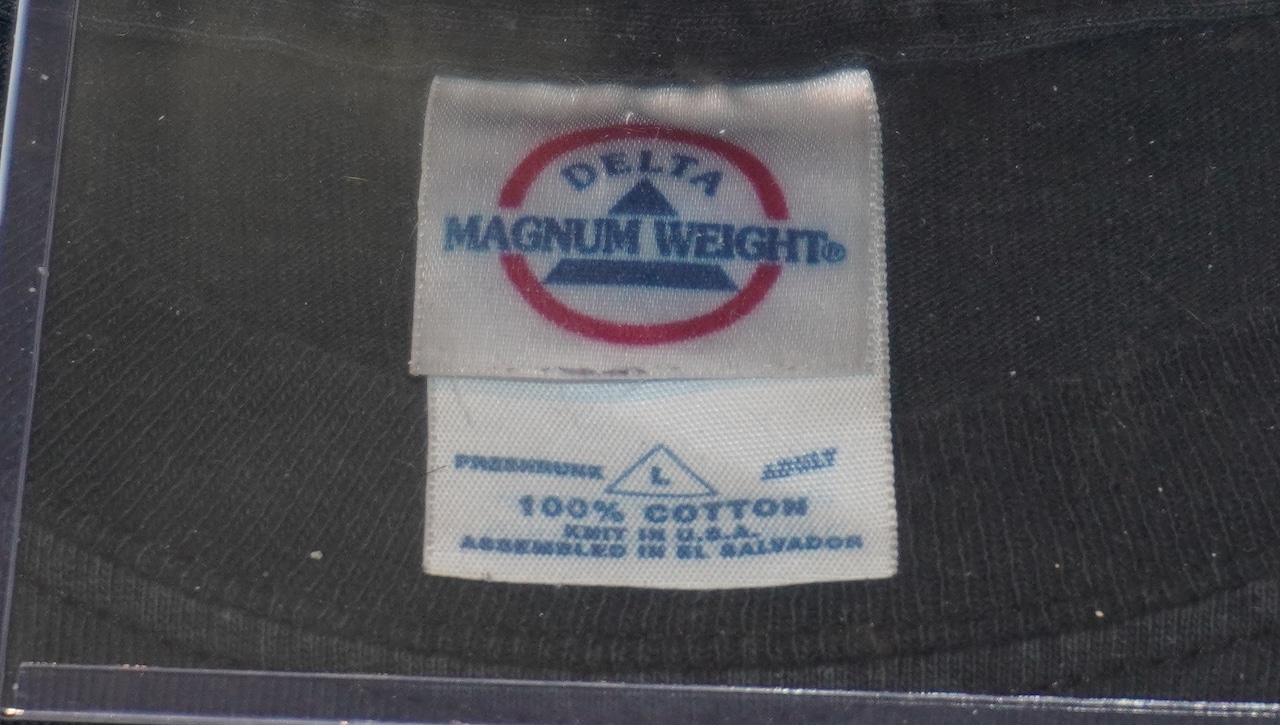 DELTA
MAGNUM WEIGHT®
PRESHRUNK L ADULT
100% COTTON
KNIT IN U.S.A.
ASSEMBLED IN EL SALVADOR